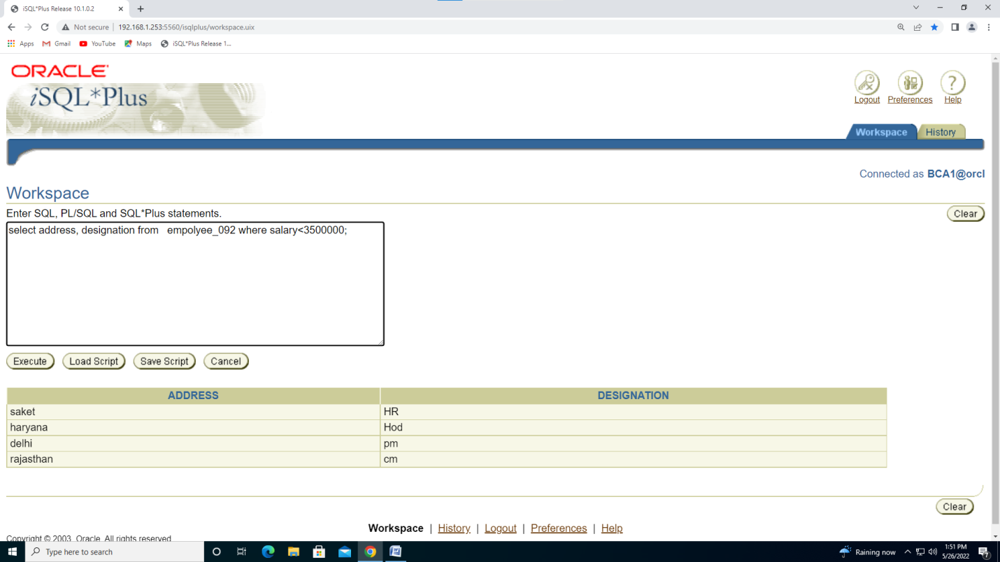 iSQL*Plus Release 10.1.0.2
Not secure | 192.168.1.253:5560/isqlplus/workspace.uix
Apps Gmail YouTube Maps iSQL*Plus Release 1...
ORACLE
iSQL*Plus
Logout Preferences Help
Workspace History
Connected as BCA1@orcl
Workspace
Enter SQL, PL/SQL and SQL*Plus statements.
Clear
select address, designation from   empolyee_092 where salary<3500000;
Execute Load Script Save Script Cancel
ADDRESS DESIGNATION
saket HR
haryana Hod
delhi pm
rajasthan cm
Clear
Workspace | History | Logout | Preferences | Help
Copyright © 2003, Oracle. All rights reserved.
Type here to search
Raining now
1:51 PM
5/26/2022
7